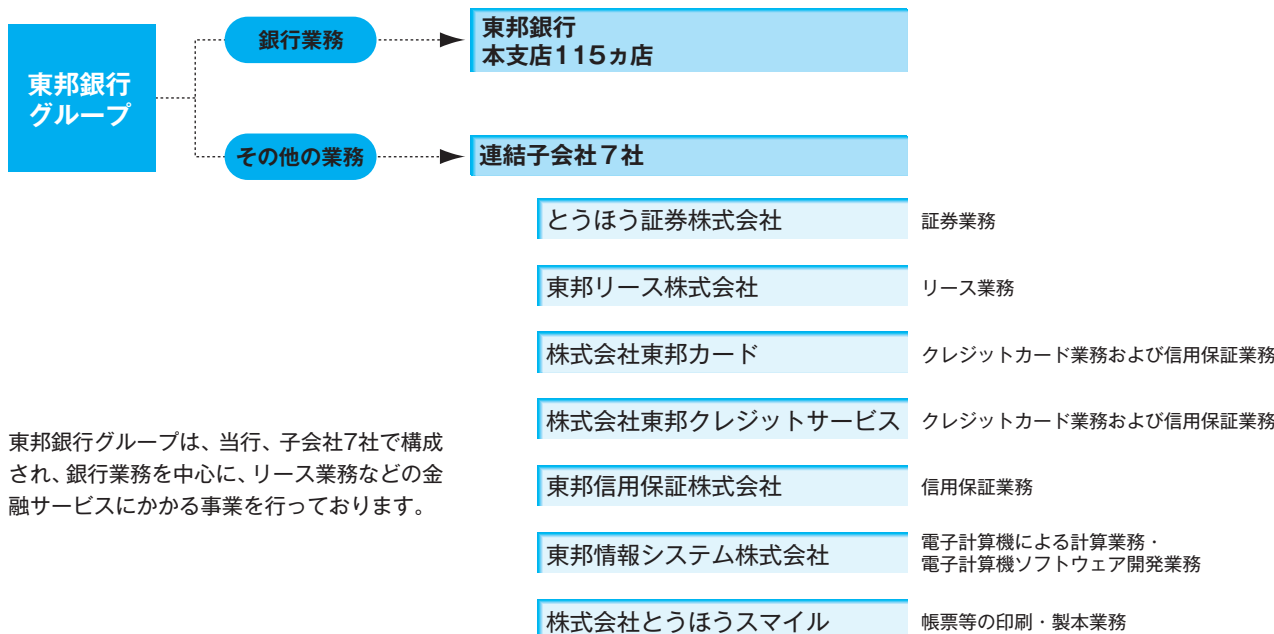 東邦銀行
グループ
銀行業務
東邦銀行
本支店115ヵ店
その他の業務
連結子会社7社
とうほう証券株式会社
証券業務
東邦リース株式会社
リース業務
株式会社東邦カード
クレジットカード業務および信用保証業務
株式会社東邦クレジットサービス
クレジットカード業務および信用保証業務
東邦信用保証株式会社
信用保証業務
東邦情報システム株式会社
電子計算機による計算業務・
電子計算機ソフトウェア開発業務
株式会社とうほうスマイル
帳票等の印刷・製本業務
東邦銀行グループは、当行、子会社7社で構成
され、銀行業務を中心に、リース業務などの金
融サービスにかかる事業を行っております。